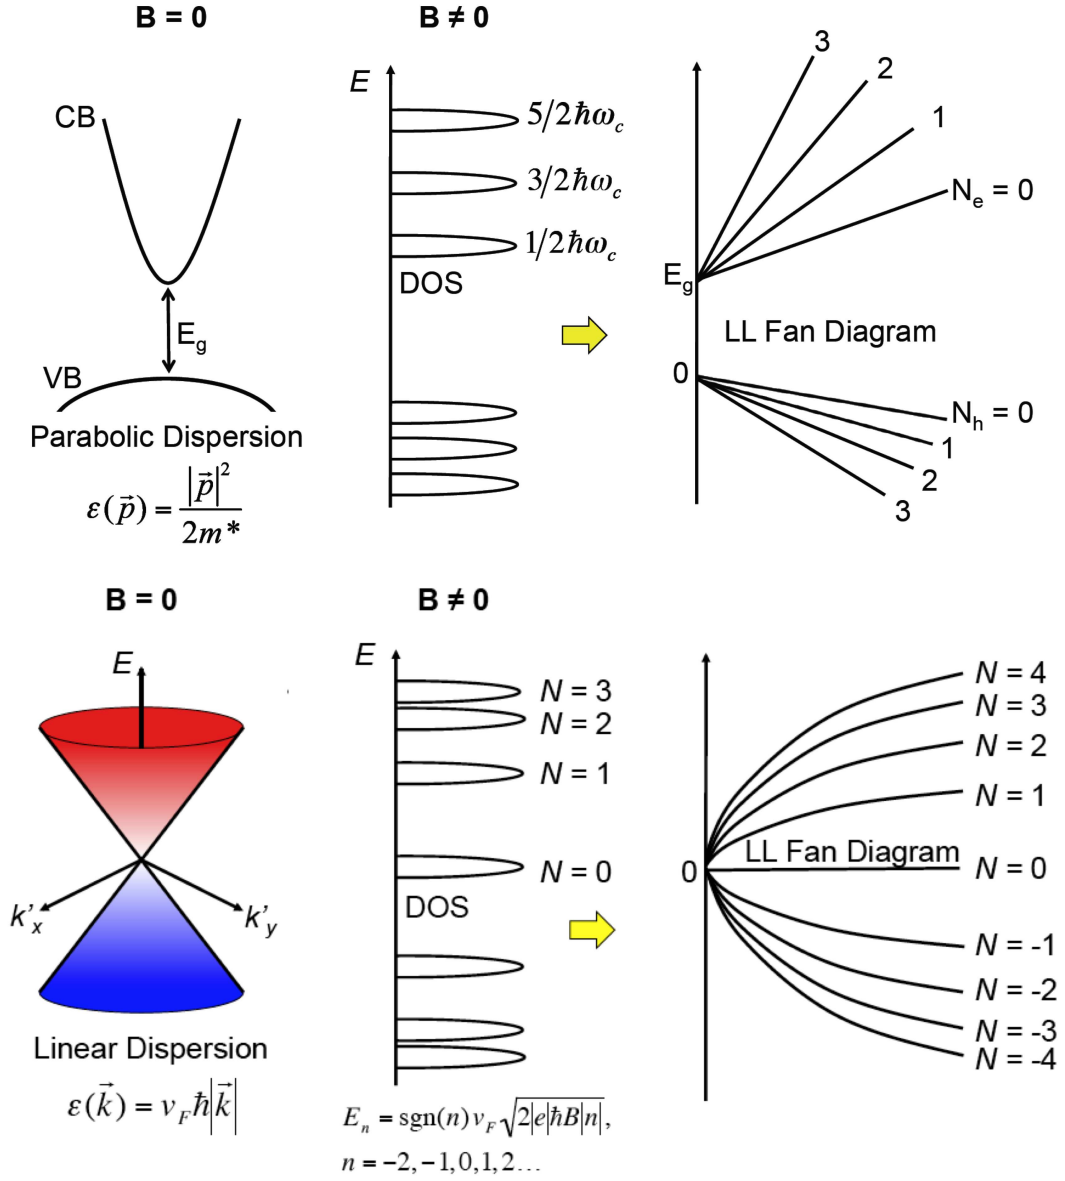 B = 0
B ≠ 0
CB
E_g
VB
Parabolic Dispersion
ε(p⃗) = |p⃗|² / 2m*
E
5/2ℏω_c
3/2ℏω_c
1/2ℏω_c
DOS
3
2
1
N_e = 0
E_g
LL Fan Diagram
0
N_h = 0
1
2
3
B = 0
B ≠ 0
E
k'_x
k'_y
Linear Dispersion
ε(k⃗) = v_F ℏ|k⃗|
E
N = 3
N = 2
N = 1
N = 0
DOS
E_n = sgn(n) v_F √2|e|ℏB|n|,
n = −2, −1, 0, 1, 2...
N = 4
N = 3
N = 2
N = 1
LL Fan Diagram
0
N = 0
N = -1
N = -2
N = -3
N = -4